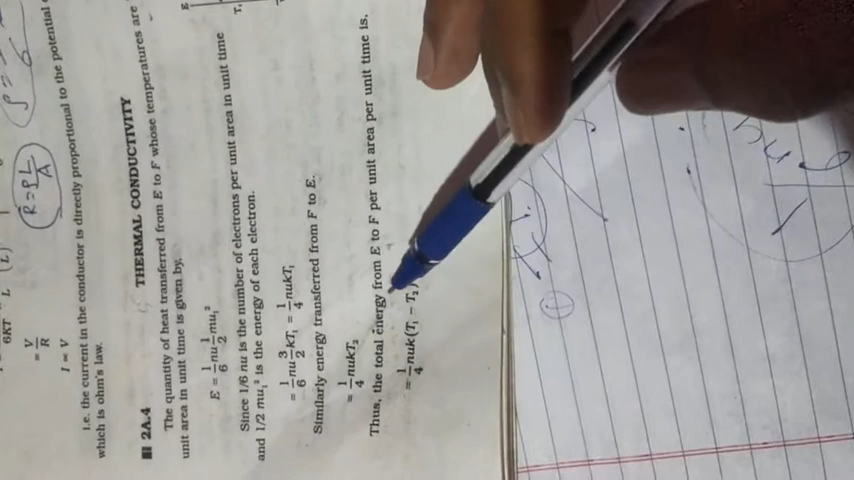 6KT L (L)
= V/R
I ∝ V
i.e. the current in the conductor is directly proportional to the potential
which is ohm's law.
R = ρL/A
2A.4 THERMAL CONDUCTIVITY
The quantity of heat transferred from E to F whose temperatures are
unit area in unit time is given by,
E = 1/6 nu 1/2 mu₁²
Since 1/6 nu is the number of electrons per unit area in unit time
and 1/2 mu₁² is the energy of each electron.
= 1/6 nu 3/2 kT₁ = 1/4 nukT₁
Similarly energy transferred from F to E.
= 1/4 nukT₂
Thus, the total energy from E to F per unit area per unit time is.
= 1/4 nuk(T₁ − T₂)
E
T₁
①